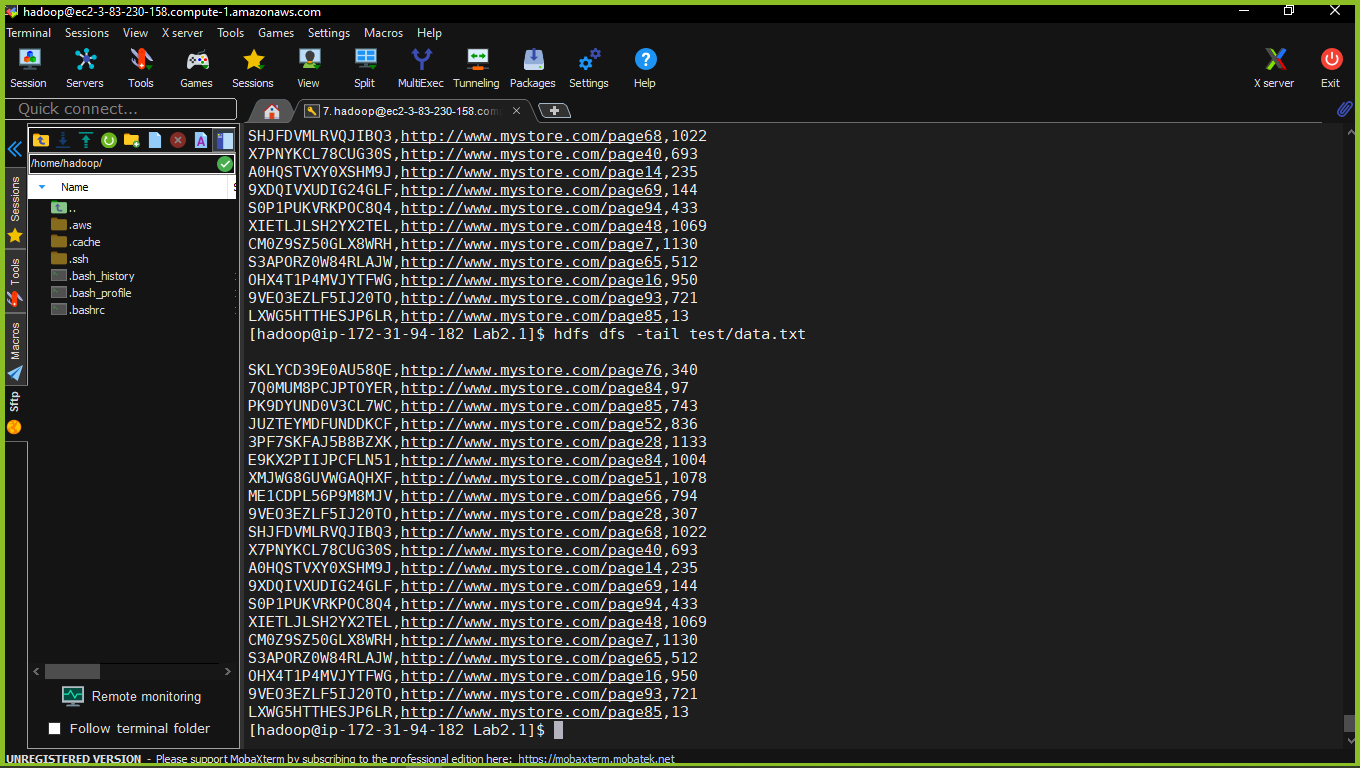 hadoop@ec2-3-83-230-158.compute-1.amazonaws.com
Terminal Sessions View X server Tools Games Settings Macros Help
Session Servers Tools Games Sessions View Split MultiExec Tunneling Packages Settings Help X server Exit
Quick connect...
7. hadoop@ec2-3-83-230-158.com
/home/hadoop/
Name
..
.aws
.cache
.ssh
.bash_history
.bash_profile
.bashrc
Sessions
Tools
Macros
Sftp
Remote monitoring
Follow terminal folder
SHJFDVMLRVQJIBQ3,http://www.mystore.com/page68,1022
X7PNYKCL78CUG30S,http://www.mystore.com/page40,693
A0HQSTVXY0XSHM9J,http://www.mystore.com/page14,235
9XDQIVXUDIG24GLF,http://www.mystore.com/page69,144
S0P1PUKVRKPOC8Q4,http://www.mystore.com/page94,433
XIETLJLSH2YX2TEL,http://www.mystore.com/page48,1069
CM0Z9SZ50GLX8WRH,http://www.mystore.com/page7,1130
S3APORZ0W84RLAJW,http://www.mystore.com/page65,512
OHX4T1P4MVJYTFWG,http://www.mystore.com/page16,950
9VEO3EZLF5IJ20TO,http://www.mystore.com/page93,721
LXWG5HTTHESJP6LR,http://www.mystore.com/page85,13
[hadoop@ip-172-31-94-182 Lab2.1]$ hdfs dfs -tail test/data.txt
SKLYCD39E0AU58QE,http://www.mystore.com/page76,340
7Q0MUM8PCJPTOYER,http://www.mystore.com/page84,97
PK9DYUND0V3CL7WC,http://www.mystore.com/page85,743
JUZTEYMDFUNDDKCF,http://www.mystore.com/page52,836
3PF7SKFAJ5B8BZXK,http://www.mystore.com/page28,1133
E9KX2PIIJPCFLN51,http://www.mystore.com/page84,1004
XMJWG8GUVWGAQHXF,http://www.mystore.com/page51,1078
ME1CDPL56P9M8MJV,http://www.mystore.com/page66,794
9VEO3EZLF5IJ20TO,http://www.mystore.com/page28,307
SHJFDVMLRVQJIBQ3,http://www.mystore.com/page68,1022
X7PNYKCL78CUG30S,http://www.mystore.com/page40,693
A0HQSTVXY0XSHM9J,http://www.mystore.com/page14,235
9XDQIVXUDIG24GLF,http://www.mystore.com/page69,144
S0P1PUKVRKPOC8Q4,http://www.mystore.com/page94,433
XIETLJLSH2YX2TEL,http://www.mystore.com/page48,1069
CM0Z9SZ50GLX8WRH,http://www.mystore.com/page7,1130
S3APORZ0W84RLAJW,http://www.mystore.com/page65,512
OHX4T1P4MVJYTFWG,http://www.mystore.com/page16,950
9VEO3EZLF5IJ20TO,http://www.mystore.com/page93,721
LXWG5HTTHESJP6LR,http://www.mystore.com/page85,13
[hadoop@ip-172-31-94-182 Lab2.1]$
UNREGISTERED VERSION - Please support MobaXterm by subscribing to the professional edition here: https://mobaxterm.mobatek.net